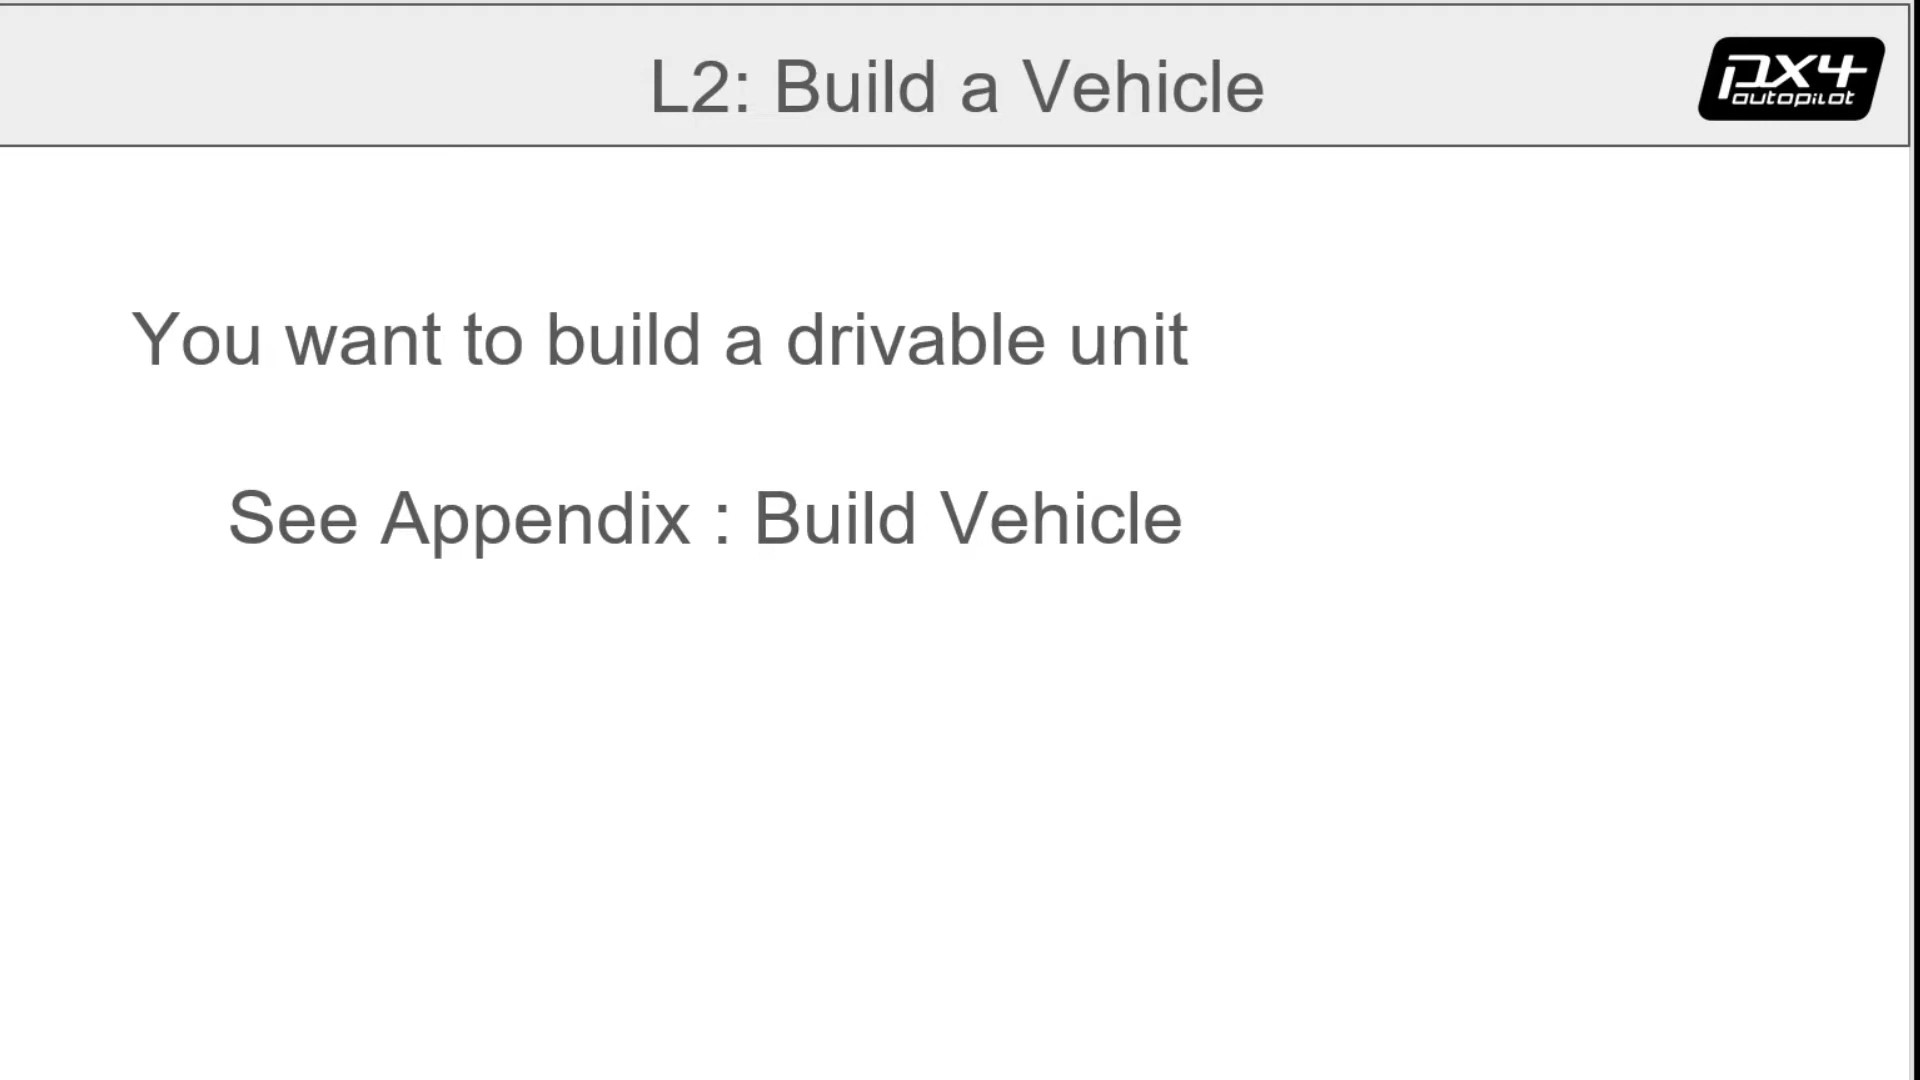 L2: Build a Vehicle
px4
autopilot
You want to build a drivable unit
See Appendix : Build Vehicle